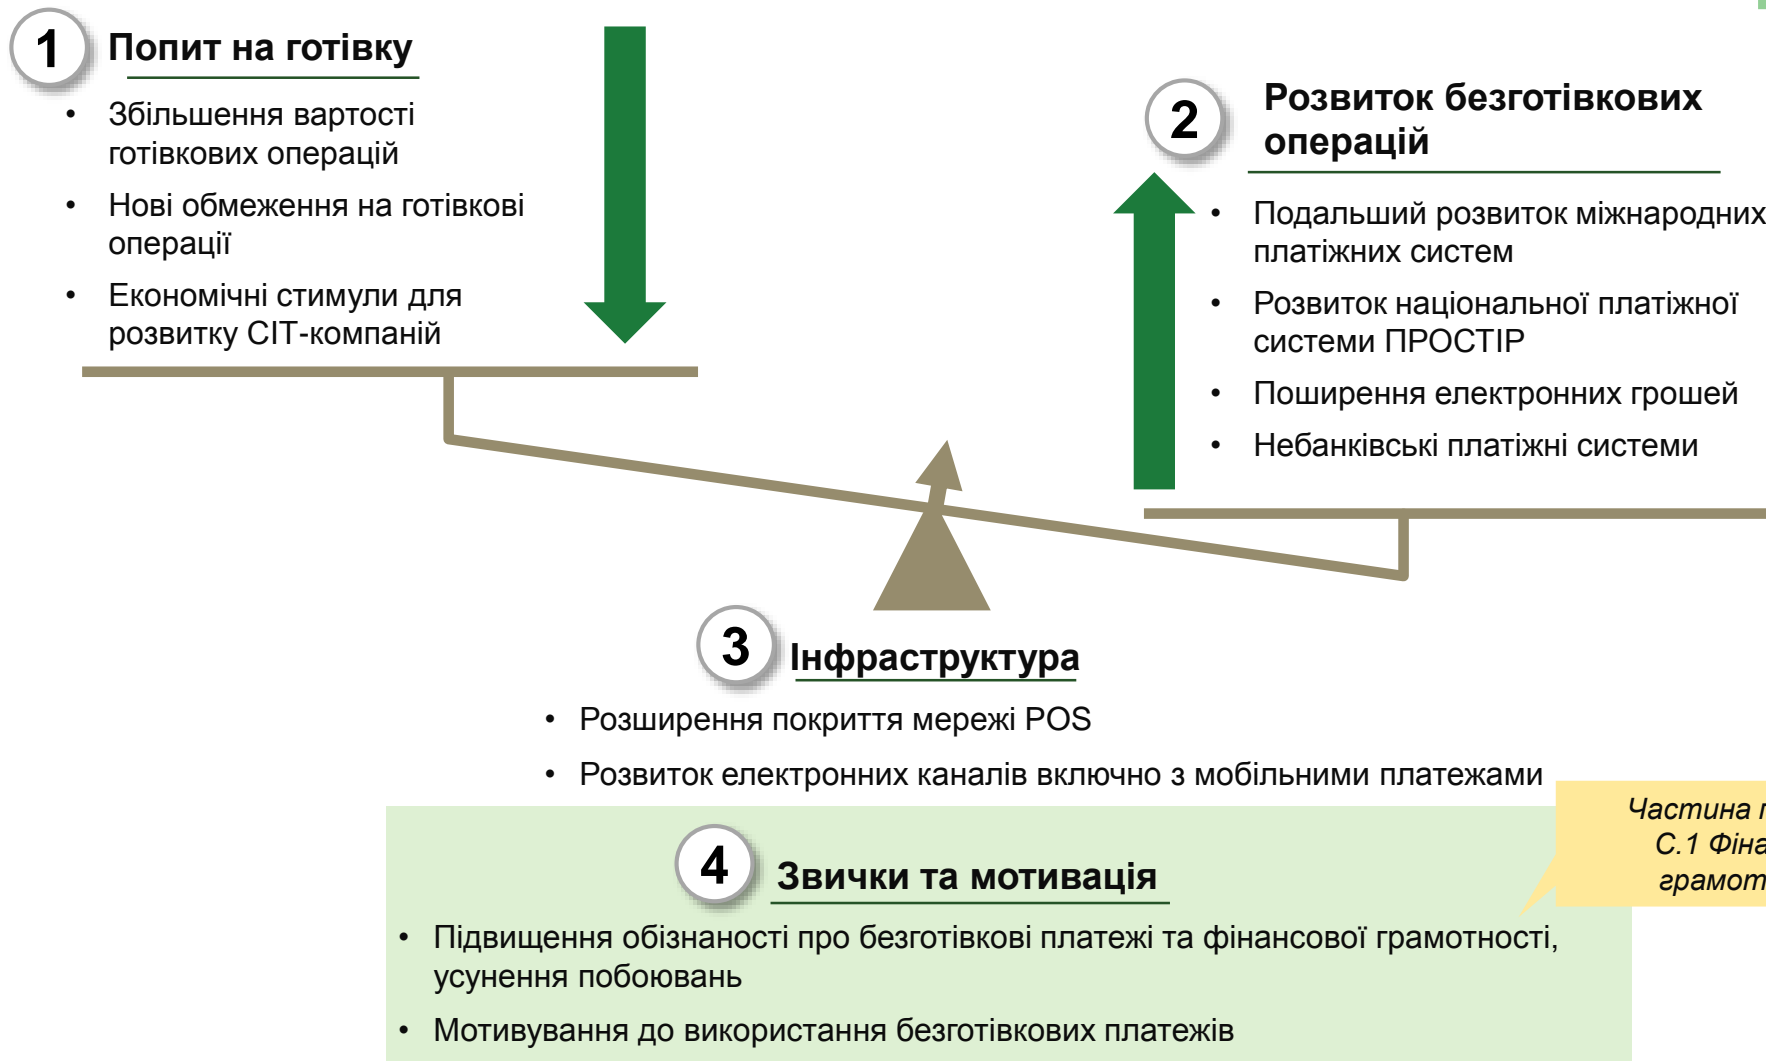 1
Попит на готівку
• Збільшення вартості
готівкових операцій
• Нові обмеження на готівкові
операції
• Економічні стимули для
розвитку СІТ-компаній
2
Розвиток безготівкових
операцій
• Подальший розвиток міжнародних
платіжних систем
• Розвиток національної платіжної
системи ПРОСТІР
• Поширення електронних грошей
• Небанківські платіжні системи
3
Інфраструктура
• Розширення покриття мережі POS
• Розвиток електронних каналів включно з мобільними платежами
Частина
С.1
4
Звички та мотивація
• Підвищення обізнаності про безготівкові платежі та фінансової грамотності,
усунення побоювань
• Мотивування до використання безготівкових платежів